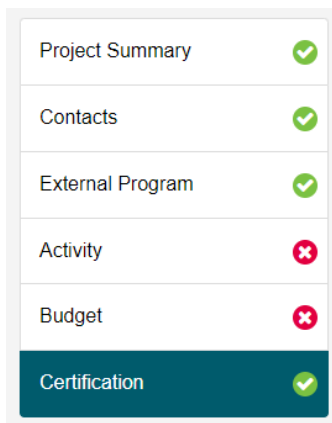 Project Summary
Contacts
External Program
Activity
Budget
Certification